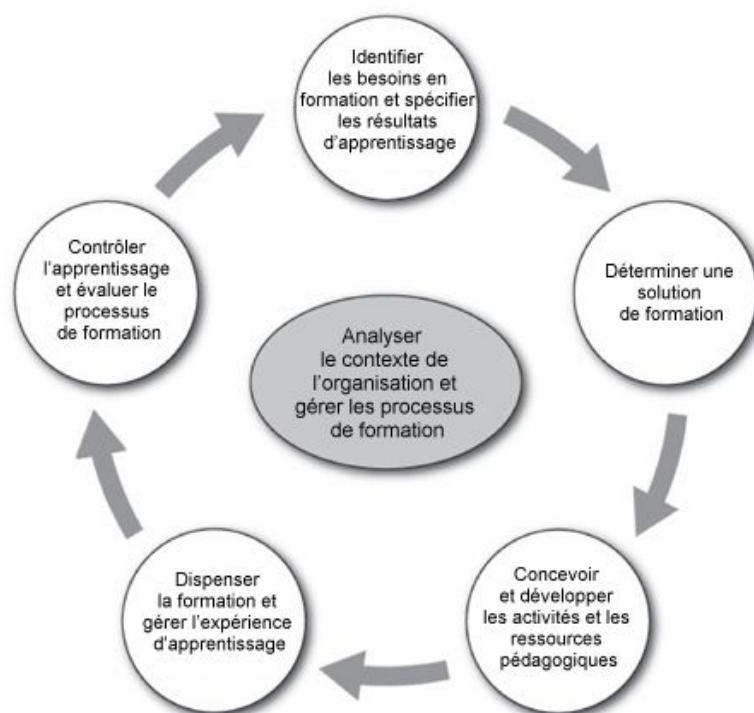 Identifier
les besoins en
formation et spécifier
les résultats
d'apprentissage
Déterminer une
solution
de formation
Concevoir
et développer
les activités et les
ressources
pédagogiques
Dispenser
la formation et
gérer l'expérience
d'apprentissage
Contrôler
l'apprentissage
et évaluer le
processus
de formation
Analyser
le contexte de
l'organisation et
gérer les processus
de formation